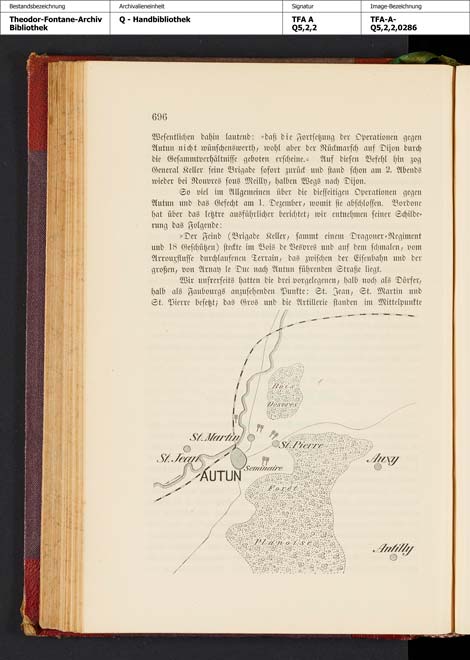 Bestandsbezeichnung
Theodor-Fontane-Archiv
Bibliothek
Archivalieneinheit
Q - Handbibliothek
Signatur
TFA A
Q5,2,2
Image-Bezeichnung
TFA-A-
Q5,2,2,0286
696
Wesentlichen dahin lautend: »daß die Fortsetzung der Operationen gegen
Autun nicht wünschenswerth, wohl aber der Rückmarsch auf Dijon durch
die Gesammtverhältnisse geboten erscheine.« Auf diesen Befehl hin zog
General Keller seine Brigade sofort zurück und stand schon am 2. Abends
wieder bei Rouvres sous Meilly, halben Wegs nach Dijon.
So viel im Allgemeinen über die diesseitigen Operationen gegen
Autun und das Gefecht am 1. Dezember, womit sie abschlossen. Bordone
hat über das letztre ausführlicher berichtet; wir entnehmen seiner Schilde-
rung das Folgende:
»Der Feind (Brigade Keller, sammt einem Dragoner-Regiment
und 18 Geschützen) steckte im Bois de Vesvres und auf dem schmalen, vom
Arrouxflusse durchlaufenen Terrain, das zwischen der Eisenbahn und der
großen, von Arnay le Duc nach Autun führenden Straße liegt.
Wir unsrerseits hatten die drei vorgelegenen, halb noch als Dörfer,
halb als Faubourgs anzusehenden Punkte: St. Jean, St. Martin und
St. Pierre besetzt; das Gros und die Artillerie standen im Mittelpunkte
Bois
St. Martin
St. Pierre
St. Jean
Auxy
Seminaire
AUTUN
Forêt
Planoise
Antilly